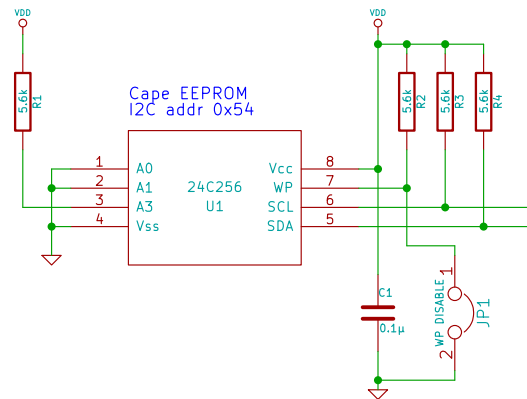 VDD
VDD
5.6k
R1
Cape EEPROM
I2C addr 0x54
5.6k
R2
5.6k
R3
5.6k
R4
1
A0
2
A1
3
A3
4
Vss
24C256
U1
Vcc
8
WP
7
SCL
6
SDA
5
C1
0.1µ
WP DISABLE
1
2
JP1